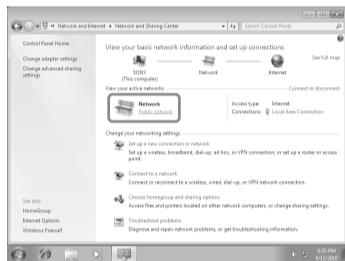 « Network and Internet ▸ Network and Sharing Center
Search Control Panel
Control Panel Home
Change adapter settings
Change advanced sharing
settings
View your basic network information and set up connections
See full map
SONY
(This computer)
Network
Internet
View your active networks
Connect or disconnect
Network
Public network
Access type: Internet
Connections: Local Area Connection
Change your networking settings
Set up a new connection or network
Set up a wireless, broadband, dial-up, ad hoc, or VPN connection; or set up a router or access
point.
Connect to a network
Connect or reconnect to a wireless, wired, dial-up, or VPN network connection.
Choose homegroup and sharing options
Access files and printers located on other network computers, or change sharing settings.
Troubleshoot problems
Diagnose and repair network problems, or get troubleshooting information.
See also
HomeGroup
Internet Options
Windows Firewall